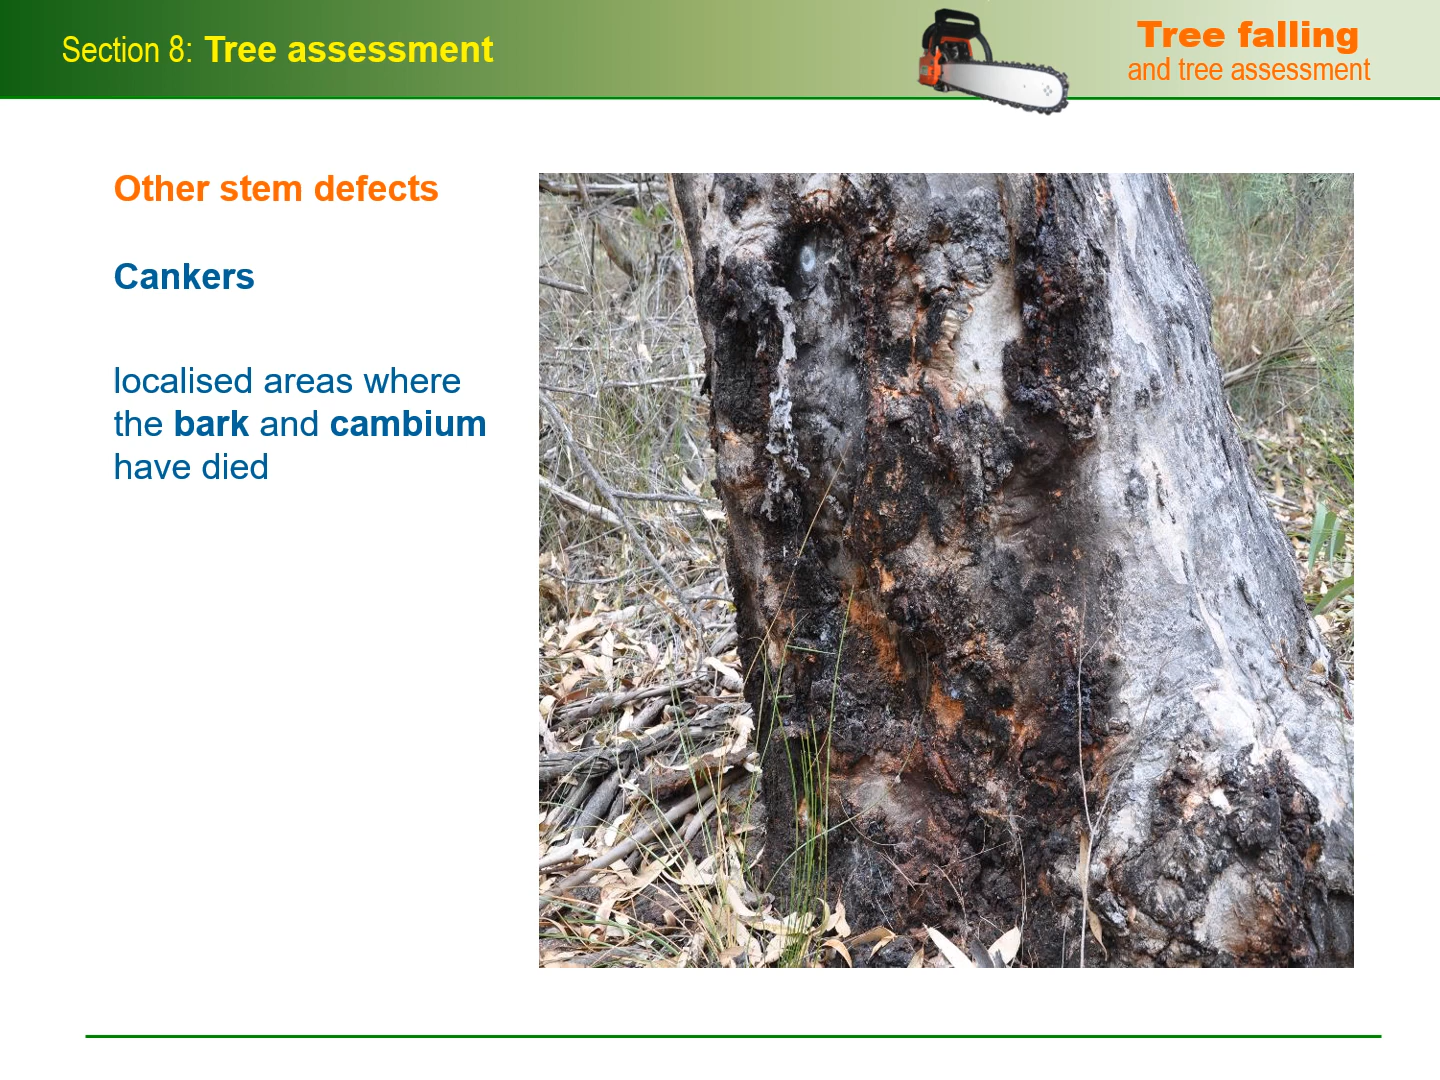 Section 8: Tree assessment
Tree falling
and tree assessment
Other stem defects
Cankers
localised areas where
the bark and cambium
have died